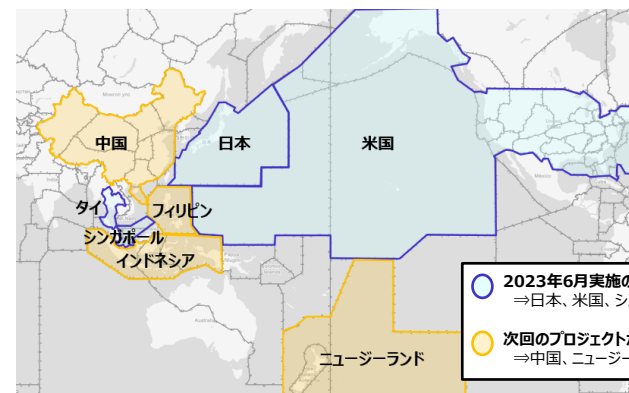 中国
日本
米国
タイ
フィリピン
シンガポール
インドネシア
Australia
ニュージーランド
2023年6月実施の
⇒日本、米国、シ
次回のプロジェクト
⇒中国、ニュージー